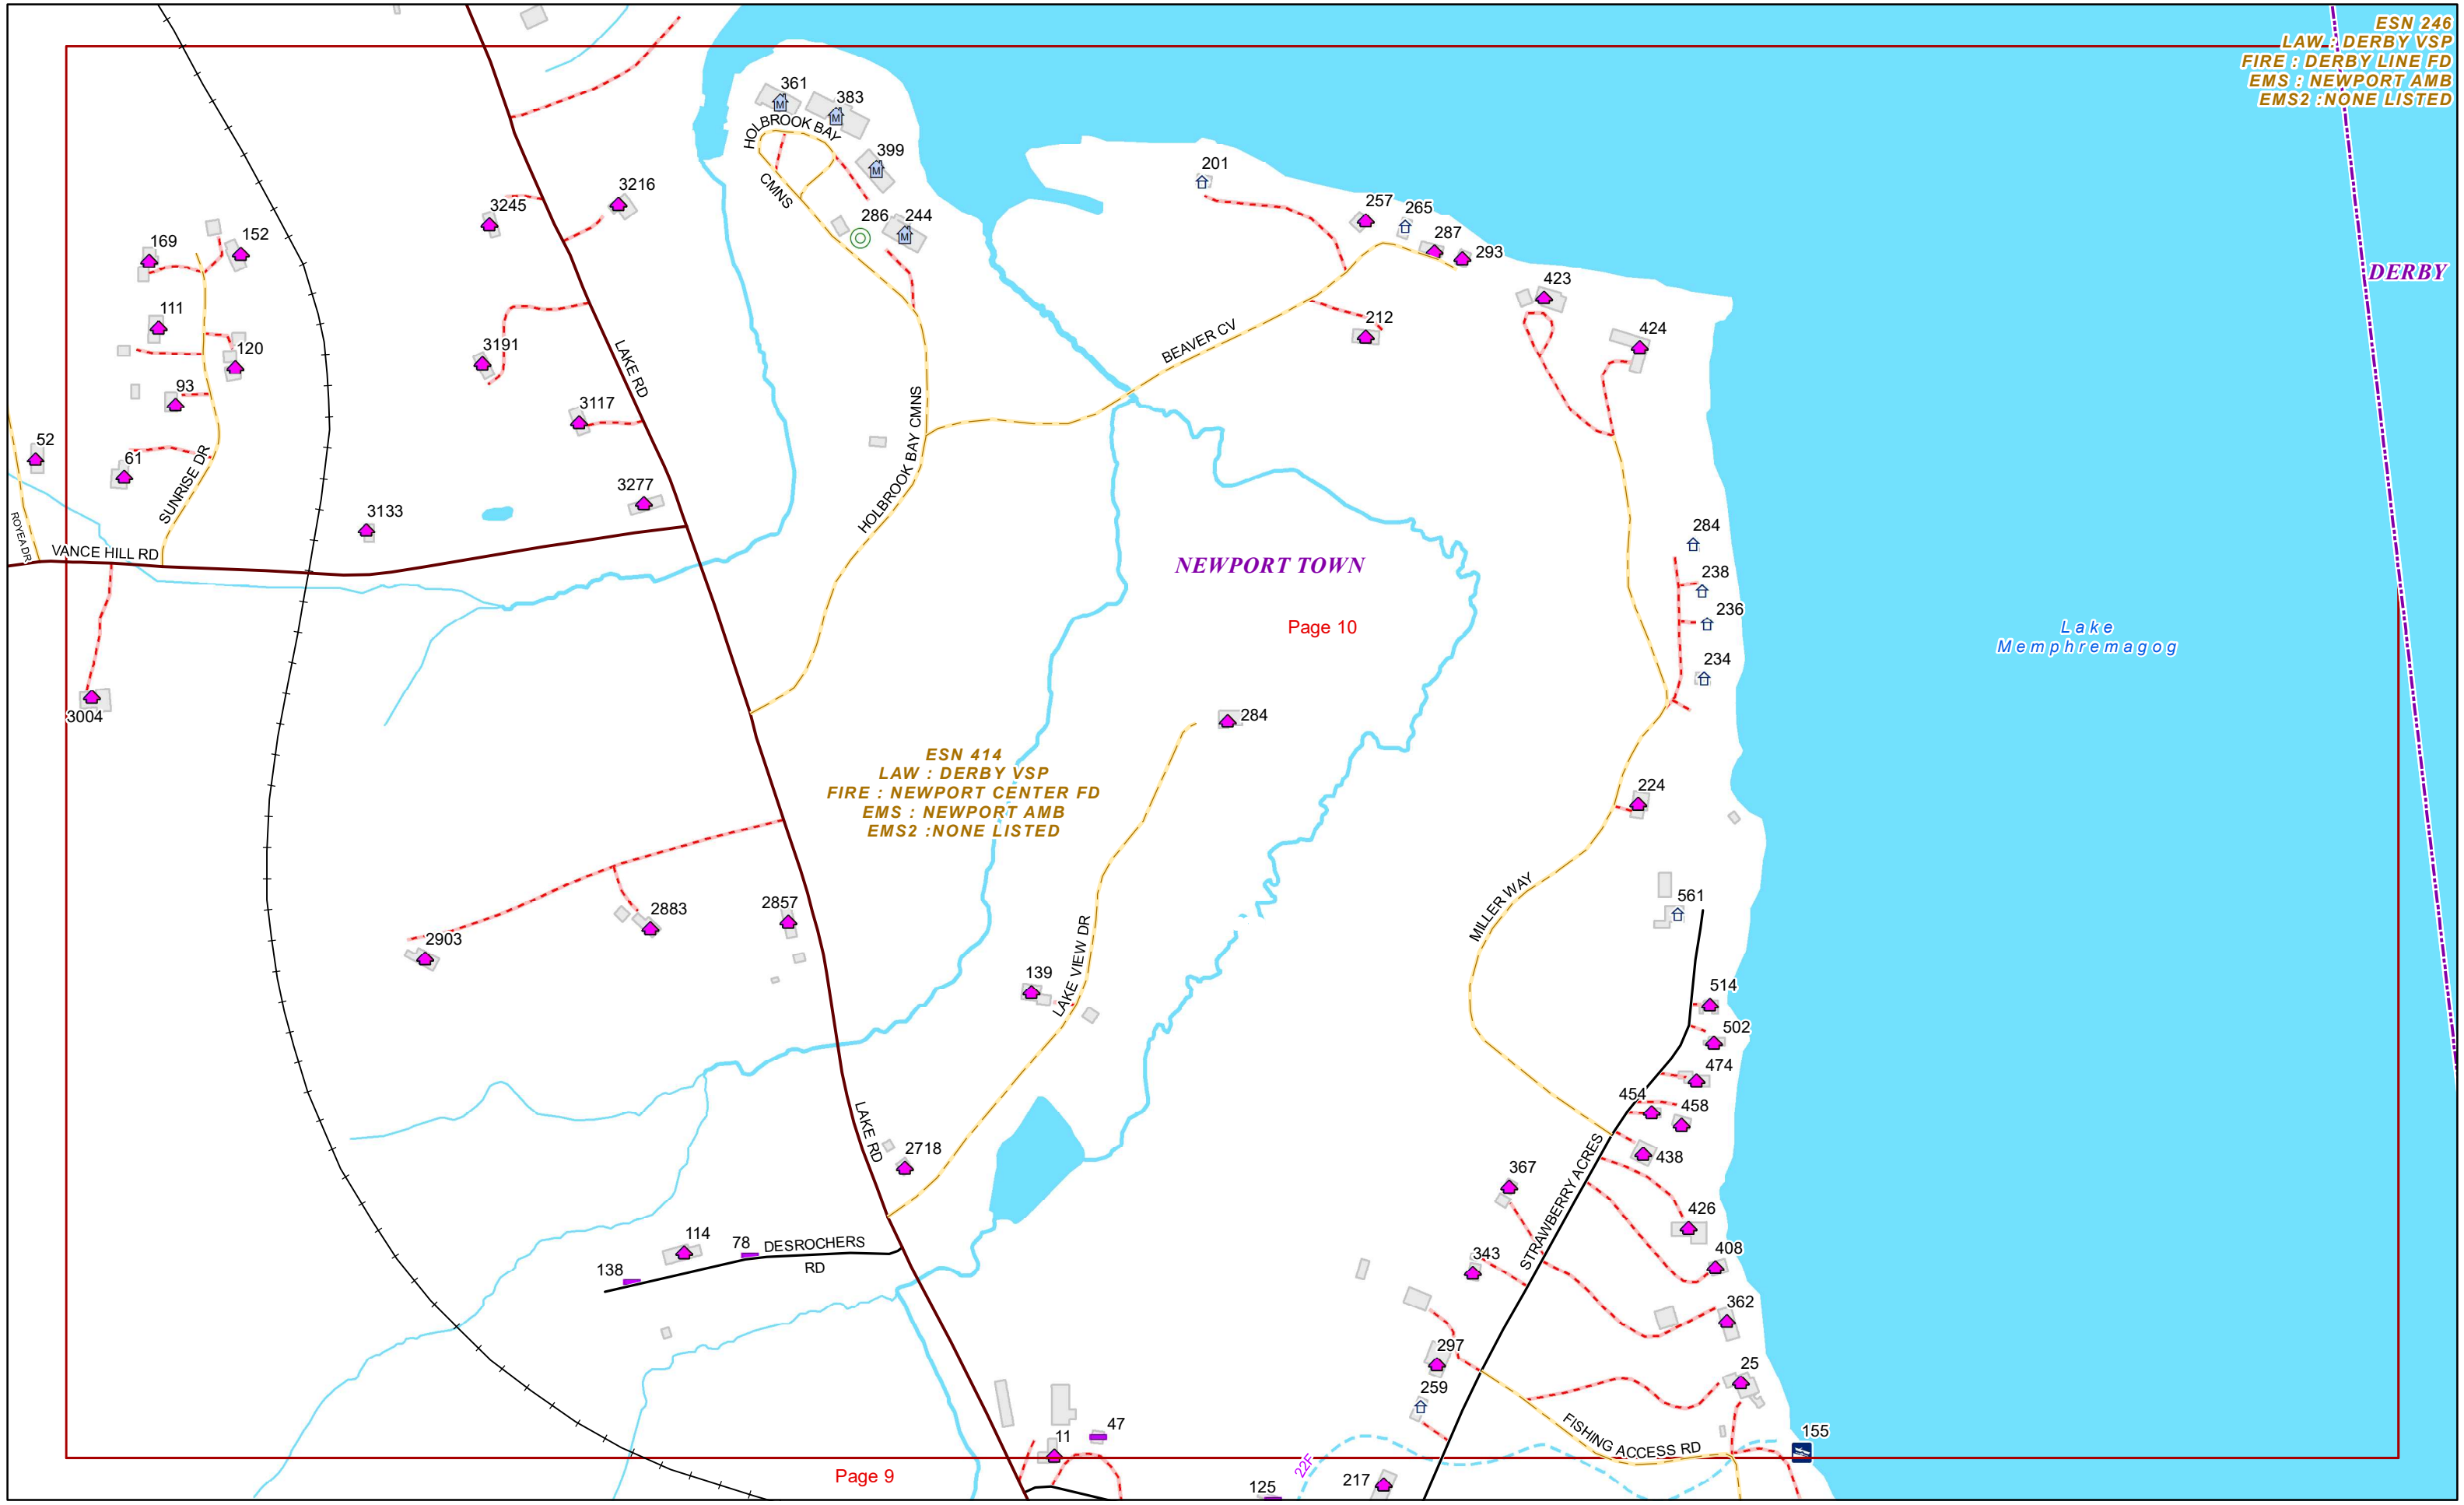 ESN 246
LAW : DERBY VSP
FIRE : DERBY LINE FD
EMS : NEWPORT AMB
EMS2 :NONE LISTED
DERBY
361
383
HOLBROOK BAY
CMNS
399
286
244
201
257
265
287
293
423
424
212
BEAVER CV
3216
3245
169
152
111
120
93
61
52
SUNRISE DR
ROYEA DR
VANCE HILL RD
3191
LAKE RD
3117
3277
3133
3004
HOLBROOK BAY CMNS
NEWPORT TOWN
Page 10
284
238
236
234
Lake
Memphremagog
284
ESN 414
LAW : DERBY VSP
FIRE : NEWPORT CENTER FD
EMS : NEWPORT AMB
EMS2 :NONE LISTED
224
MILLER WAY
561
2883
2857
2903
139
LAKE VIEW DR
514
502
474
454
458
438
LAKE RD
2718
367
STRAWBERRY ACRES
426
408
343
362
114
78
DESROCHERS
RD
138
297
259
25
FISHING ACCESS RD
155
47
11
22F
217
125
Page 9